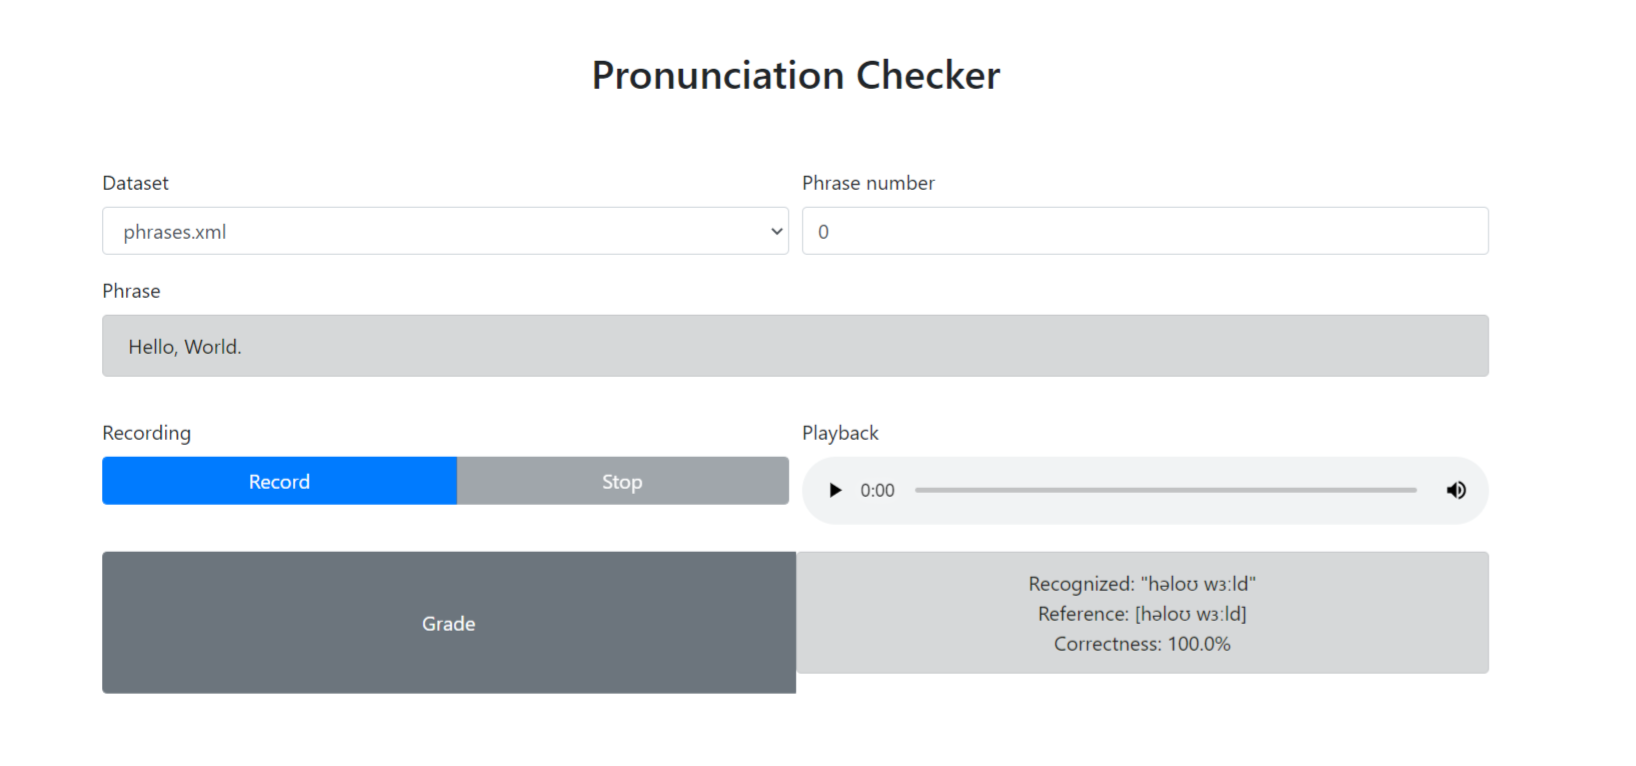 Pronunciation Checker
Dataset
Phrase number
phrases.xml
0
Phrase
Hello, World.
Recording
Playback
Record
Stop
0:00
Grade
Recognized: "həloʊ wɜːld"
Reference: [həloʊ wɜːld]
Correctness: 100.0%